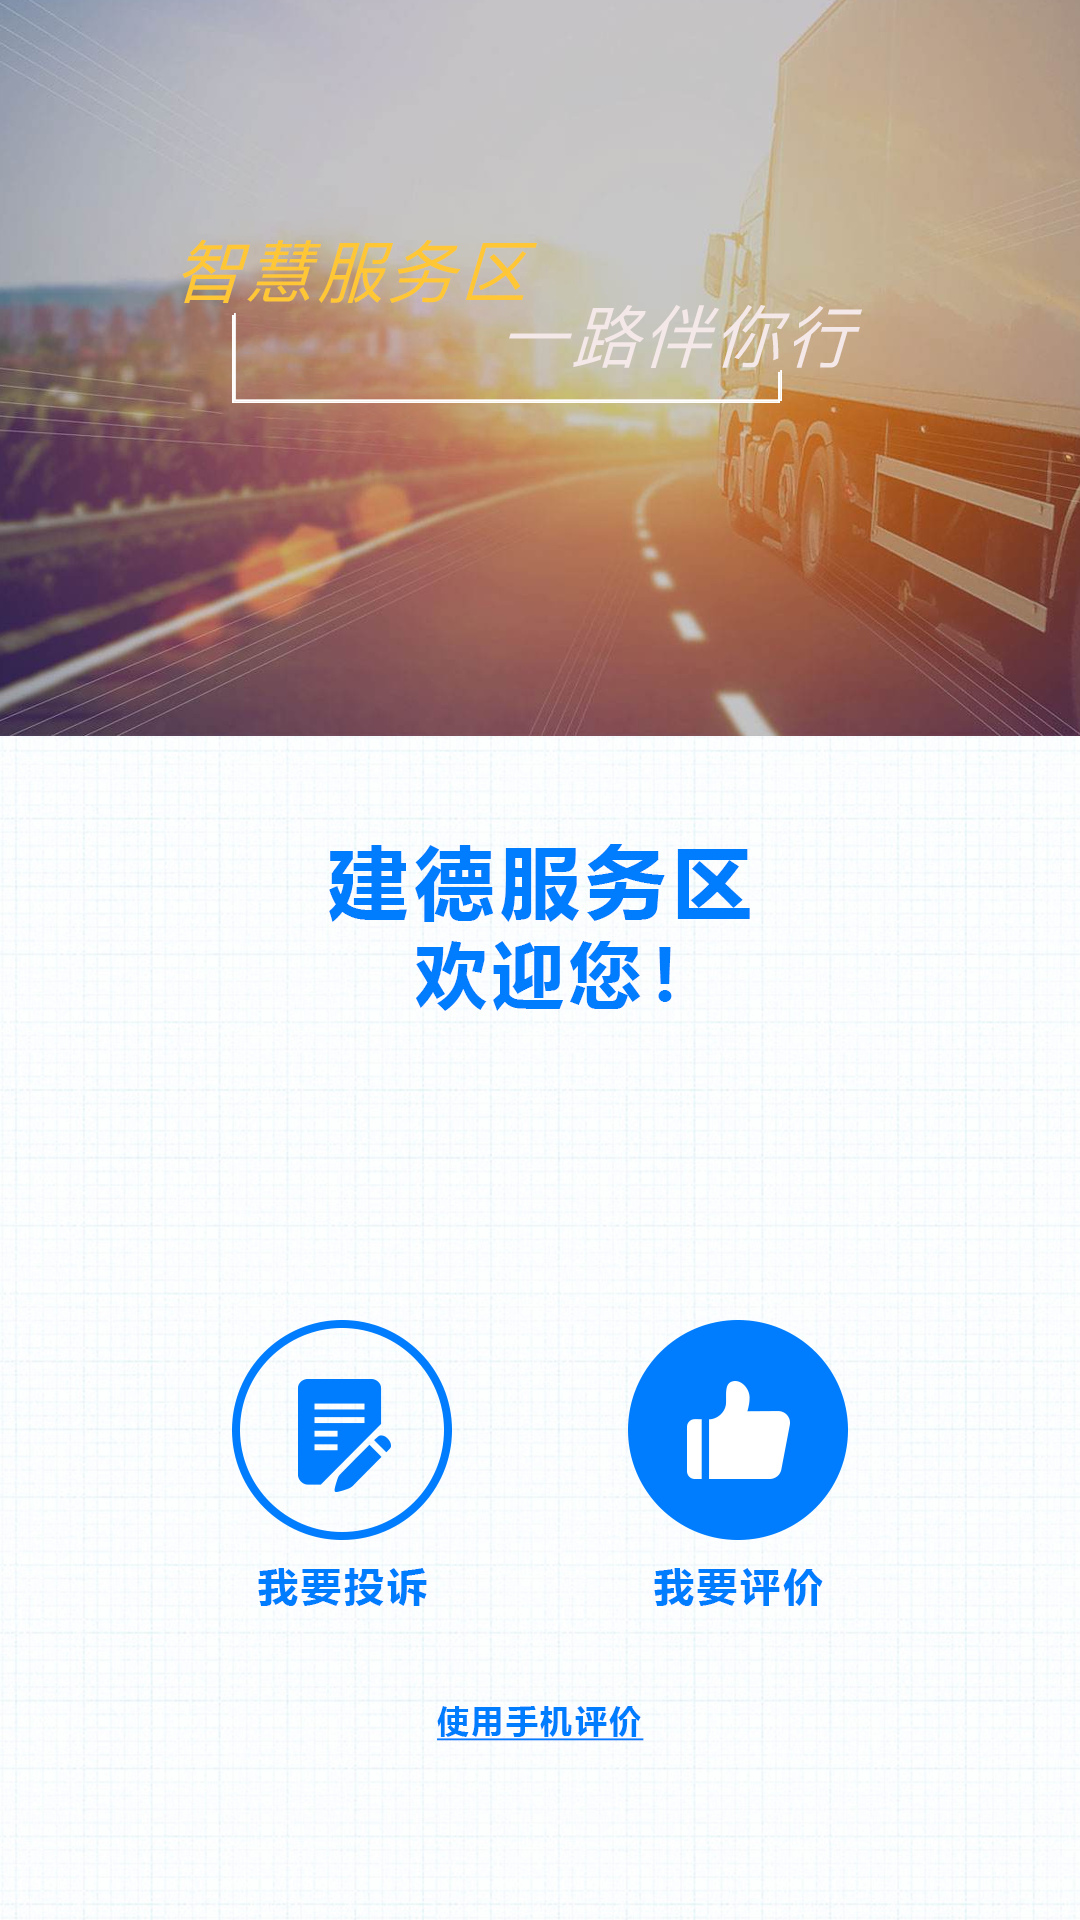 智慧服务区
一路伴你行
建德服务区
欢迎您！
我要投诉
我要评价
使用手机评价